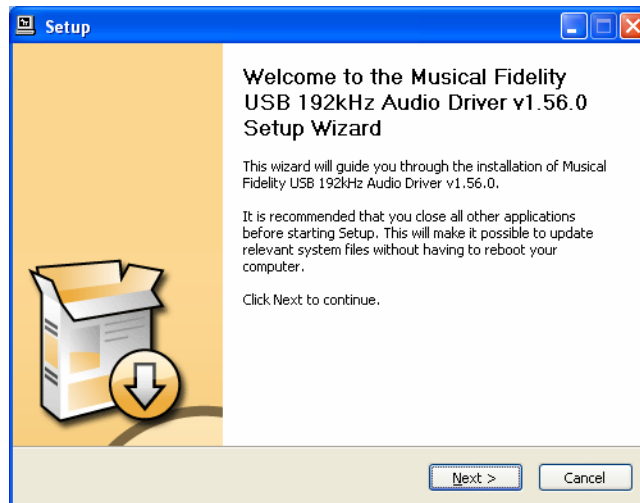 Setup
Welcome to the Musical Fidelity
USB 192kHz Audio Driver v1.56.0
Setup Wizard
This wizard will guide you through the installation of Musical
Fidelity USB 192kHz Audio Driver v1.56.0.
It is recommended that you close all other applications
before starting Setup. This will make it possible to update
relevant system files without having to reboot your
computer.
Click Next to continue.
Next >
Cancel